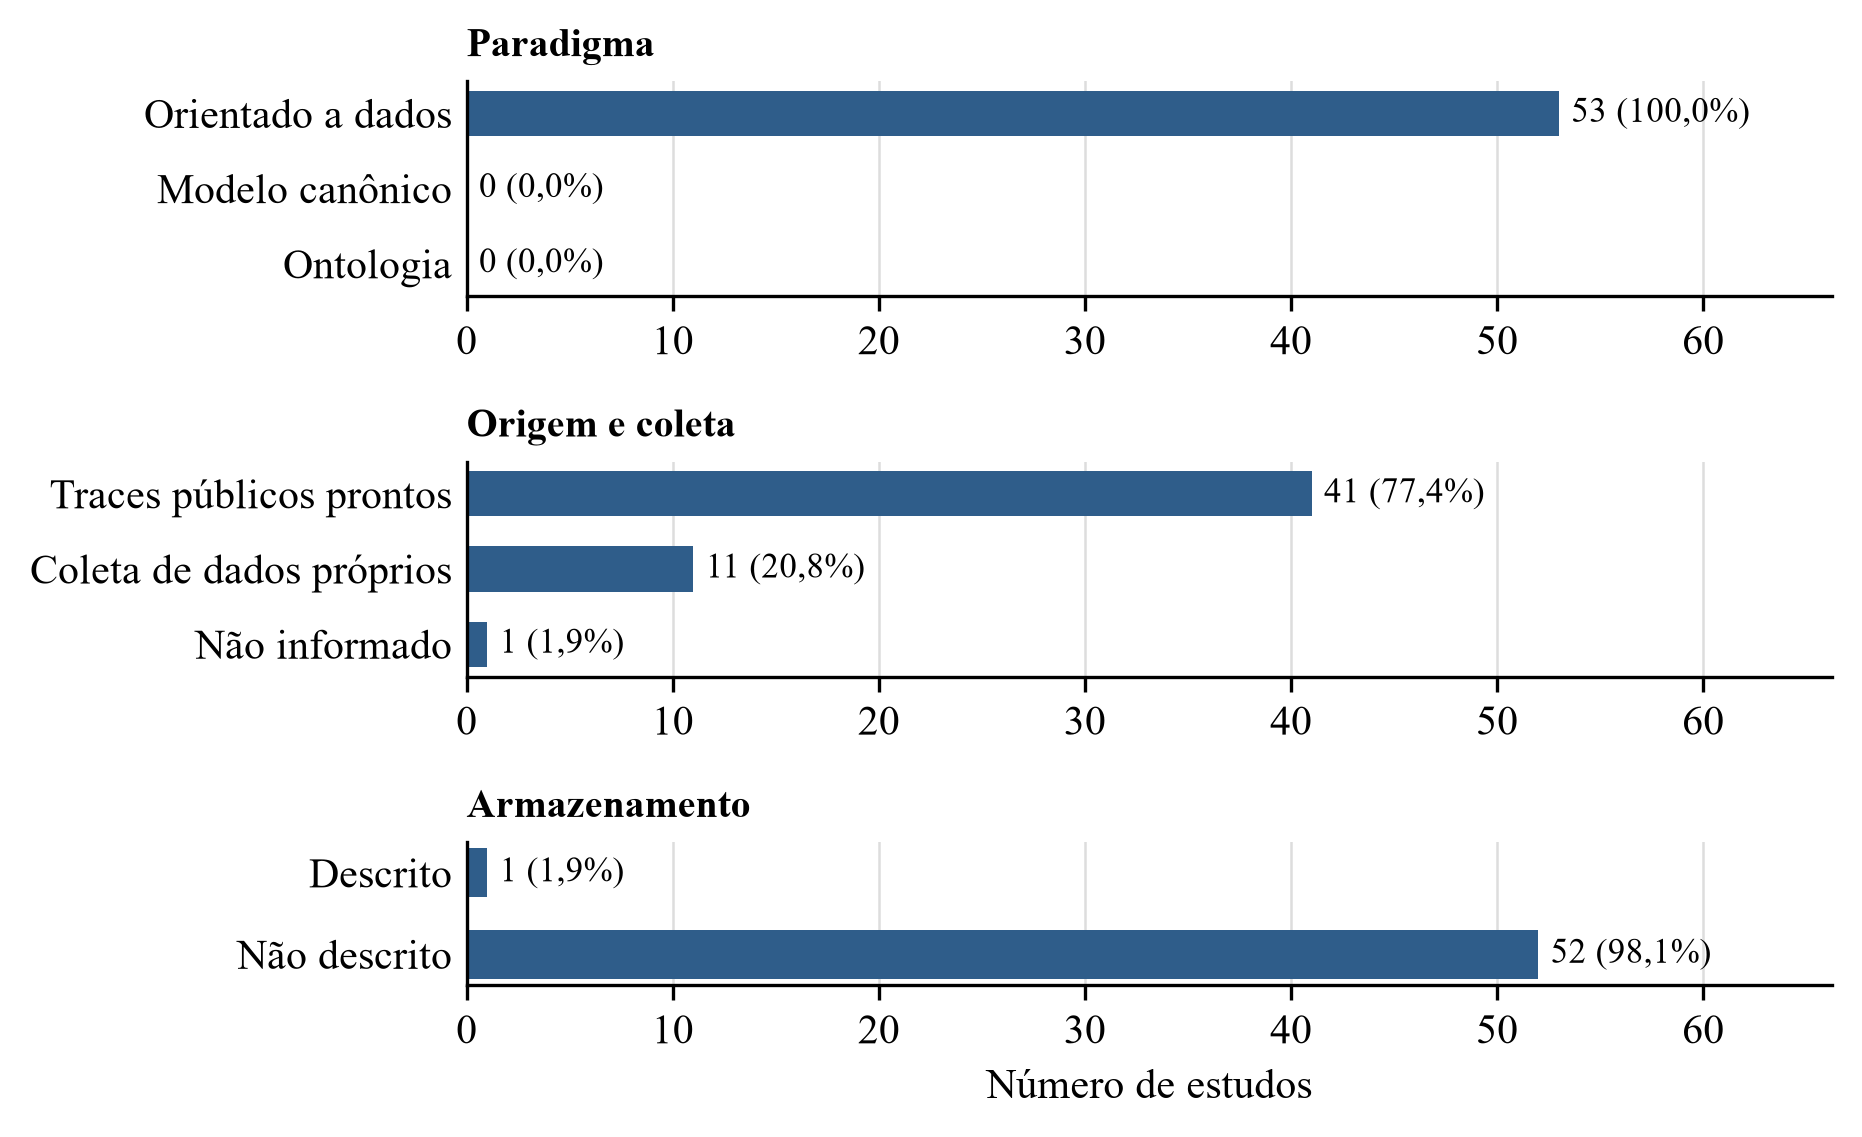 Paradigma
Orientado a dados 53 (100,0%)
Modelo canônico 0 (0,0%)
Ontologia 0 (0,0%)
0 10 20 30 40 50 60
Origem e coleta
Traces públicos prontos 41 (77,4%)
Coleta de dados próprios 11 (20,8%)
Não informado 1 (1,9%)
0 10 20 30 40 50 60
Armazenamento
Descrito 1 (1,9%)
Não descrito 52 (98,1%)
0 10 20 30 40 50 60
Número de estudos